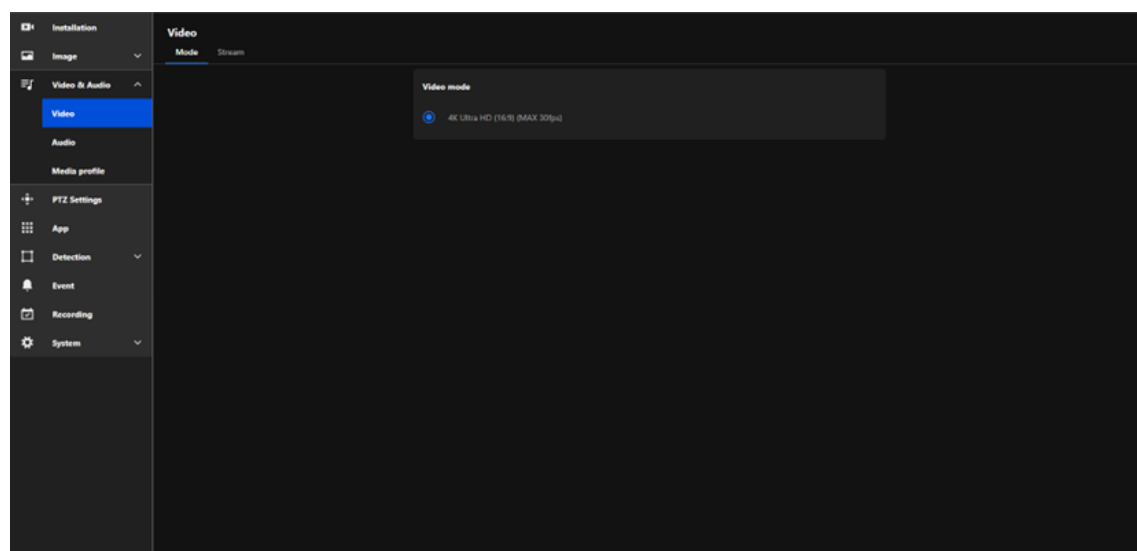 Installation
Image
Video & Audio
Video
Audio
Media profile
PTZ Settings
App
Detection
Event
Recording
System
Video
Mode Stream
Video mode
4K Ultra HD (16:9) (MAX 30fps)